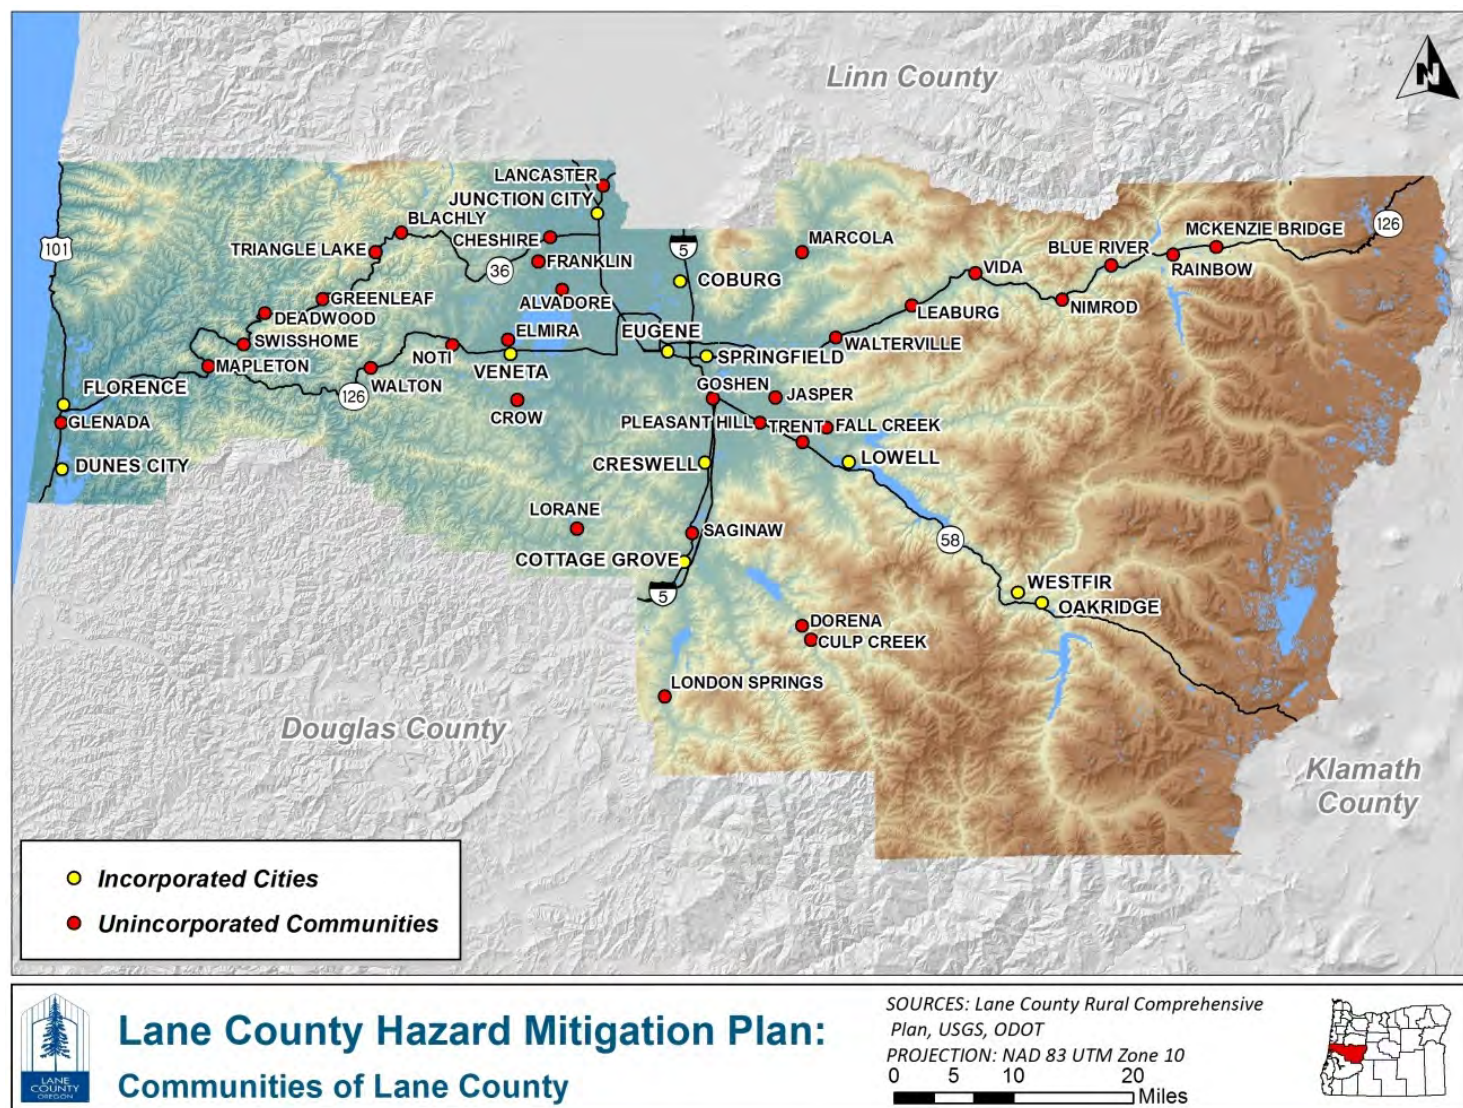 Linn County
N
LANCASTER
JUNCTION CITY
BLACHLY
CHESHIRE
TRIANGLE LAKE
FRANKLIN
36
101
5
MARCOLA
MCKENZIE BRIDGE
126
BLUE RIVER
RAINBOW
VIDA
COBURG
ALVADORE
GREENLEAF
DEADWOOD
LEABURG
NIMROD
ELMIRA
EUGENE
SWISSHOME
NOTI
WALTERVILLE
VENETA
SPRINGFIELD
MAPLETON
WALTON
126
FLORENCE
GOSHEN
JASPER
CROW
GLENADA
PLEASANT HILL
TRENT
FALL CREEK
DUNES CITY
CRESWELL
LOWELL
LORANE
SAGINAW
58
COTTAGE GROVE
5
WESTFIR
OAKRIDGE
DORENA
CULP CREEK
LONDON SPRINGS
Douglas County
Klamath
County
Incorporated Cities
Unincorporated Communities
LANE
COUNTY
OREGON
Lane County Hazard Mitigation Plan:
Communities of Lane County
SOURCES: Lane County Rural Comprehensive
Plan, USGS, ODOT
PROJECTION: NAD 83 UTM Zone 10
0 5 10 20
Miles